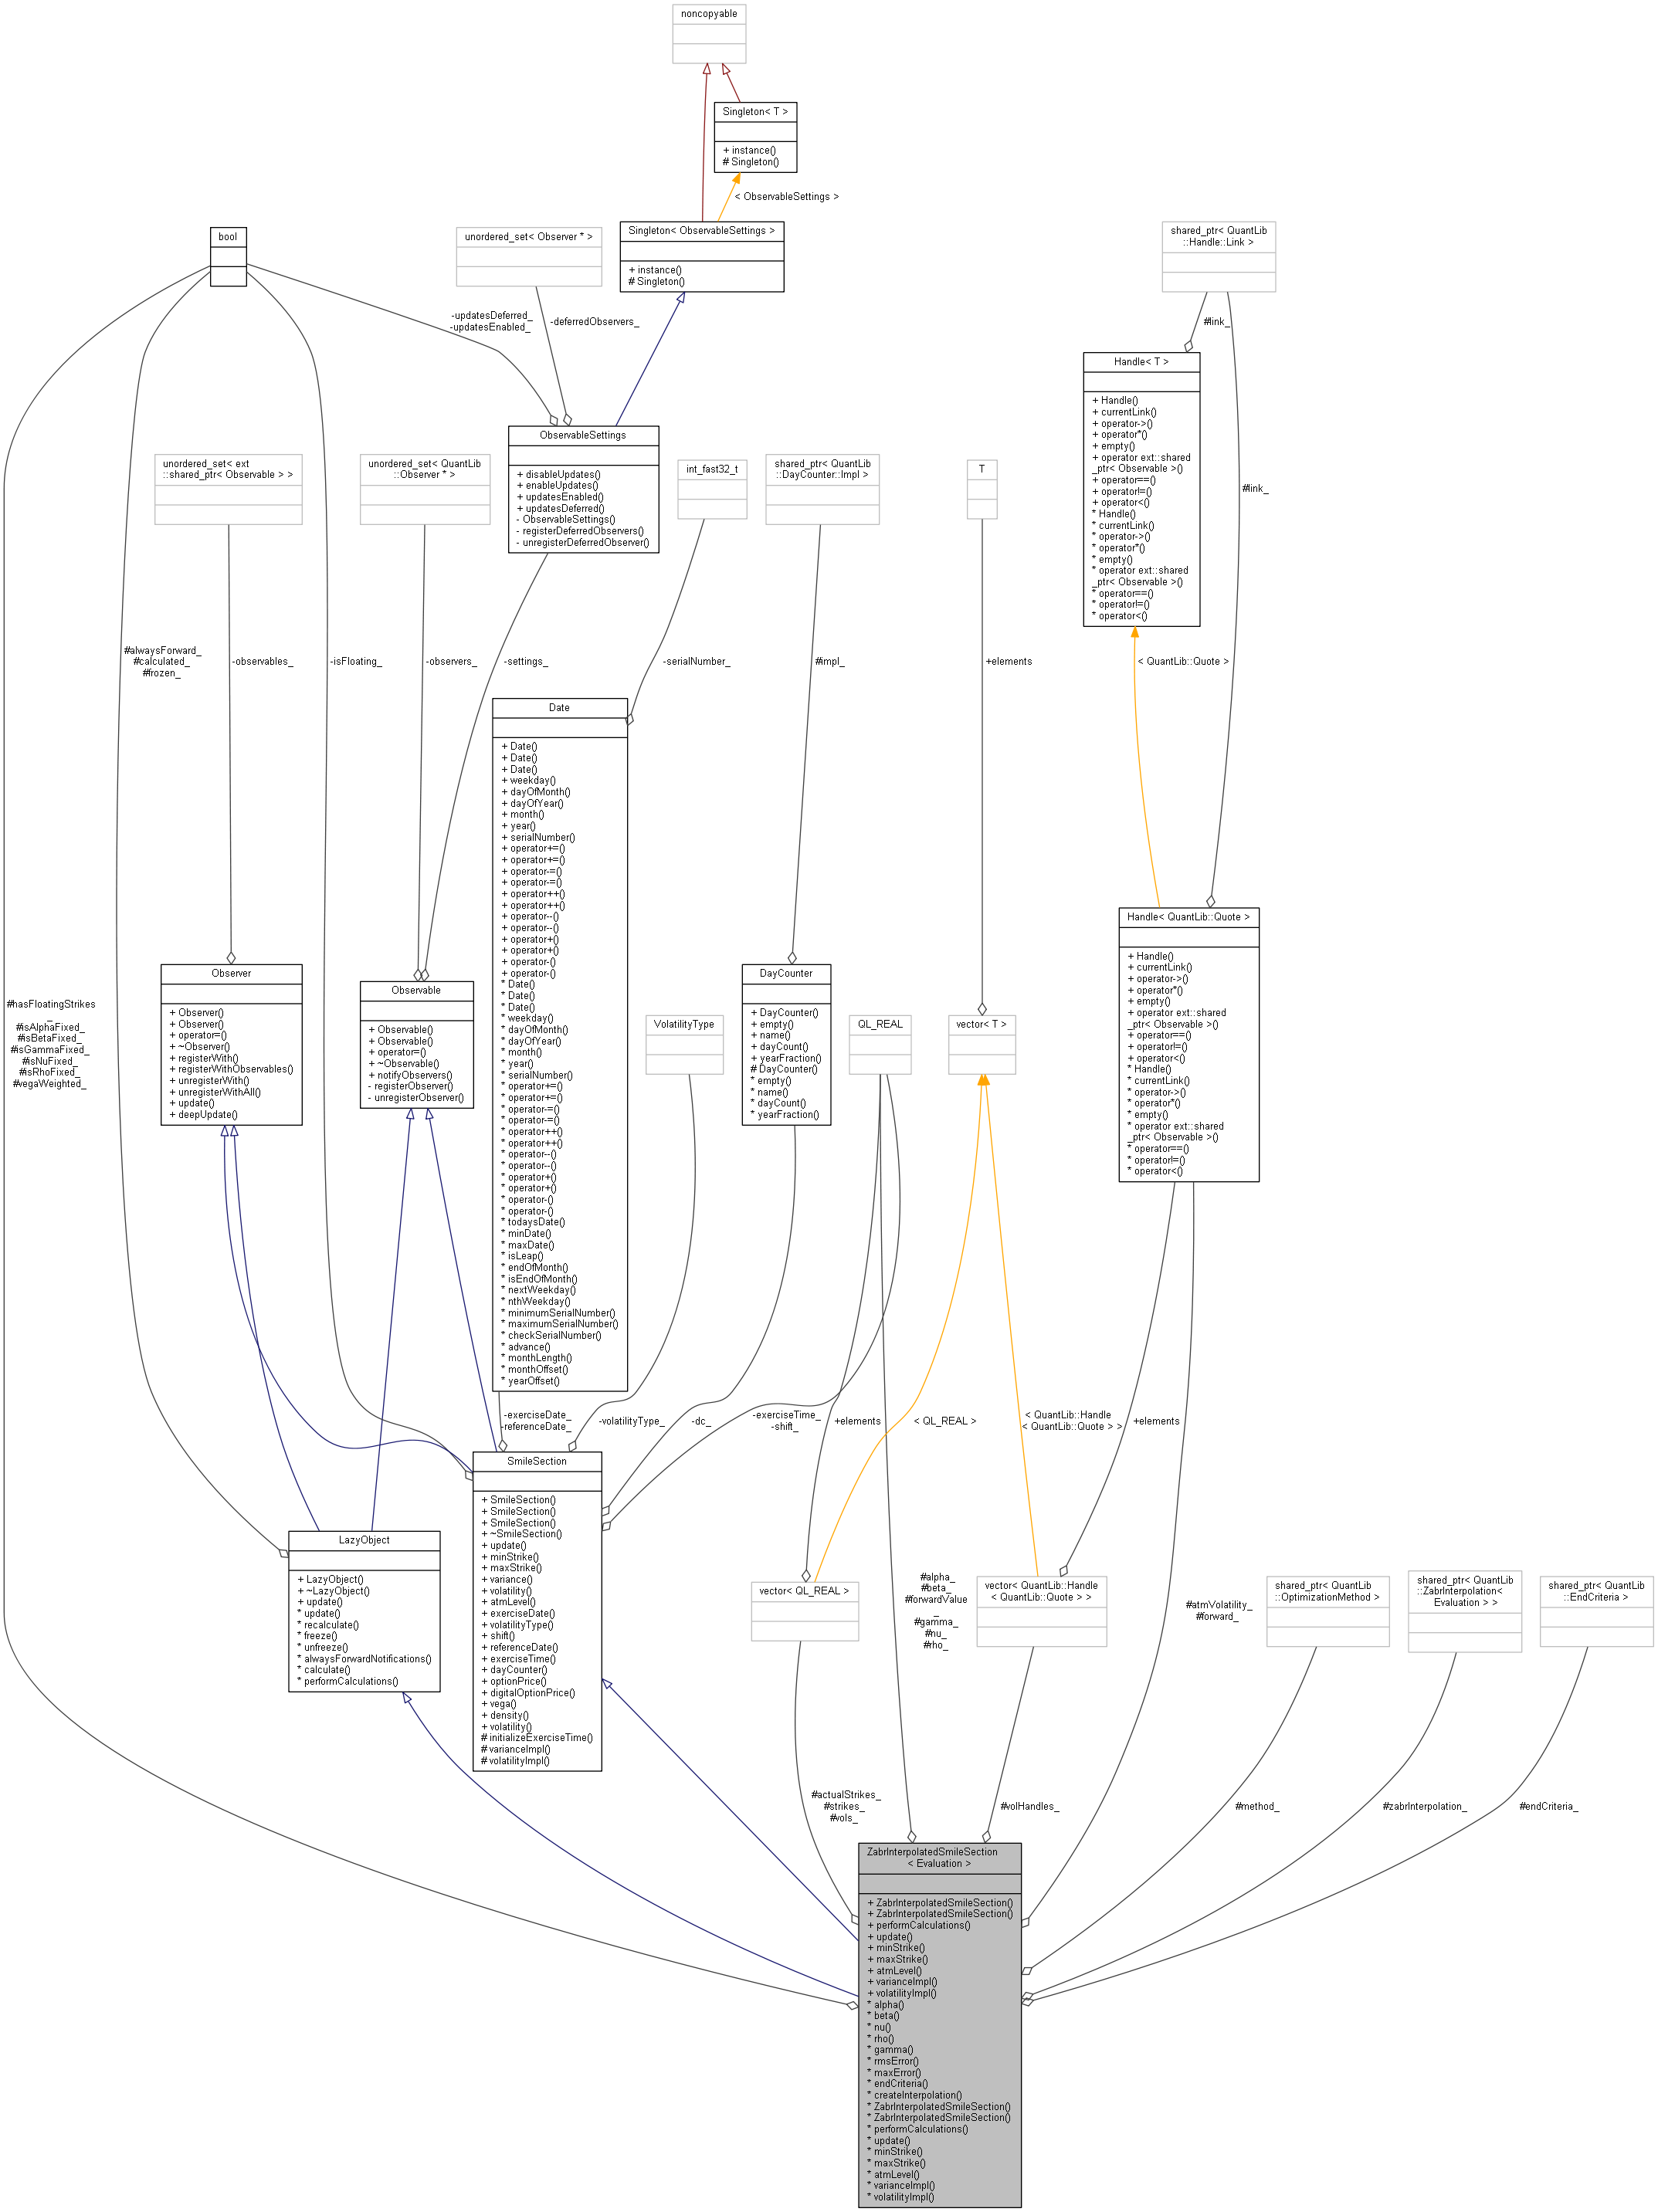 noncopyable
Singleton< T >
+ instance()
# Singleton()
< ObservableSettings >
Singleton< ObservableSettings >
+ instance()
# Singleton()
bool
unordered_set< Observer * >
shared_ptr< QuantLib
::Handle::Link >
-updatesDeferred_
-updatesEnabled_
-deferredObservers_
#link_
Handle< T >
+ Handle()
+ currentLink()
+ operator->()
+ operator*()
+ empty()
+ operator ext::shared
_ptr< Observable >()
+ operator==()
+ operator!=()
+ operator<()
* Handle()
* currentLink()
* operator->()
* operator*()
* empty()
* operator ext::shared
_ptr< Observable >()
* operator==()
* operator!=()
* operator<()
#link_
ObservableSettings
+ disableUpdates()
+ enableUpdates()
+ updatesEnabled()
+ updatesDeferred()
- ObservableSettings()
- registerDeferredObservers()
- unregisterDeferredObserver()
unordered_set< ext
::shared_ptr< Observable > >
unordered_set< QuantLib
::Observer * >
int_fast32_t
shared_ptr< QuantLib
::DayCounter::Impl >
T
#alwaysForward_
#calculated_
#frozen_
-observables_
-isFloating_
-observers_
-settings_
-serialNumber_
#impl_
+elements
< QuantLib::Quote >
Date
+ Date()
+ Date()
+ Date()
+ weekday()
+ dayOfMonth()
+ dayOfYear()
+ month()
+ year()
+ serialNumber()
+ operator+=()
+ operator+=()
+ operator-=()
+ operator-=()
+ operator++()
+ operator++()
+ operator--()
+ operator--()
+ operator+()
+ operator+()
+ operator-()
+ operator-()
* Date()
* Date()
* Date()
* weekday()
* dayOfMonth()
* dayOfYear()
* month()
* year()
* serialNumber()
* operator+=()
* operator+=()
* operator-=()
* operator-=()
* operator++()
* operator++()
* operator--()
* operator--()
* operator+()
* operator+()
* operator-()
* operator-()
* todaysDate()
* minDate()
* maxDate()
* isLeap()
* endOfMonth()
* isEndOfMonth()
* nextWeekday()
* nthWeekday()
* minimumSerialNumber()
* maximumSerialNumber()
* checkSerialNumber()
* advance()
* monthLength()
* monthOffset()
* yearOffset()
Handle< QuantLib::Quote >
+ Handle()
+ currentLink()
+ operator->()
+ operator*()
+ empty()
+ operator ext::shared
_ptr< Observable >()
+ operator==()
+ operator!=()
+ operator<()
* Handle()
* currentLink()
* operator->()
* operator*()
* empty()
* operator ext::shared
_ptr< Observable >()
* operator==()
* operator!=()
* operator<()
Observer
+ Observer()
+ Observer()
+ operator=()
+ ~Observer()
+ registerWith()
+ registerWithObservables()
+ unregisterWith()
+ unregisterWithAll()
+ update()
+ deepUpdate()
Observable
+ Observable()
+ Observable()
+ operator=()
+ ~Observable()
+ notifyObservers()
- registerObserver()
- unregisterObserver()
DayCounter
+ DayCounter()
+ empty()
+ name()
+ dayCount()
+ yearFraction()
# DayCounter()
* empty()
* name()
* dayCount()
* yearFraction()
VolatilityType
QL_REAL
vector< T >
#hasFloatingStrikes
_
#isAlphaFixed_
#isBetaFixed_
#isGammaFixed_
#isNuFixed_
#isRhoFixed_
#vegaWeighted_
-exerciseDate_
-referenceDate_
-volatilityType_
-dc_
-exerciseTime_
-shift_
+elements
< QL_REAL >
< QuantLib::Handle
< QuantLib::Quote > >
+elements
SmileSection
+ SmileSection()
+ SmileSection()
+ SmileSection()
+ ~SmileSection()
+ update()
+ minStrike()
+ maxStrike()
+ variance()
+ volatility()
+ atmLevel()
+ exerciseDate()
+ volatilityType()
+ shift()
+ referenceDate()
+ exerciseTime()
+ dayCounter()
+ optionPrice()
+ digitalOptionPrice()
+ vega()
+ density()
+ volatility()
# initializeExerciseTime()
# varianceImpl()
# volatilityImpl()
LazyObject
+ LazyObject()
+ ~LazyObject()
+ update()
* update()
* recalculate()
* freeze()
* unfreeze()
* alwaysForwardNotifications()
* calculate()
* performCalculations()
vector< QL_REAL >
#alpha_
#beta_
#forwardValue
_
#gamma_
#nu_
#rho_
vector< QuantLib::Handle
< QuantLib::Quote > >
#atmVolatility_
#forward_
shared_ptr< QuantLib
::OptimizationMethod >
shared_ptr< QuantLib
::ZabrInterpolation<
Evaluation > >
shared_ptr< QuantLib
::EndCriteria >
#actualStrikes_
#strikes_
#vols_
#volHandles_
#method_
#zabrInterpolation_
#endCriteria_
ZabrInterpolatedSmileSection
< Evaluation >
+ ZabrInterpolatedSmileSection()
+ ZabrInterpolatedSmileSection()
+ performCalculations()
+ update()
+ minStrike()
+ maxStrike()
+ atmLevel()
+ varianceImpl()
+ volatilityImpl()
* alpha()
* beta()
* nu()
* rho()
* gamma()
* rmsError()
* maxError()
* endCriteria()
* createInterpolation()
* ZabrInterpolatedSmileSection()
* ZabrInterpolatedSmileSection()
* performCalculations()
* update()
* minStrike()
* maxStrike()
* atmLevel()
* varianceImpl()
* volatilityImpl()